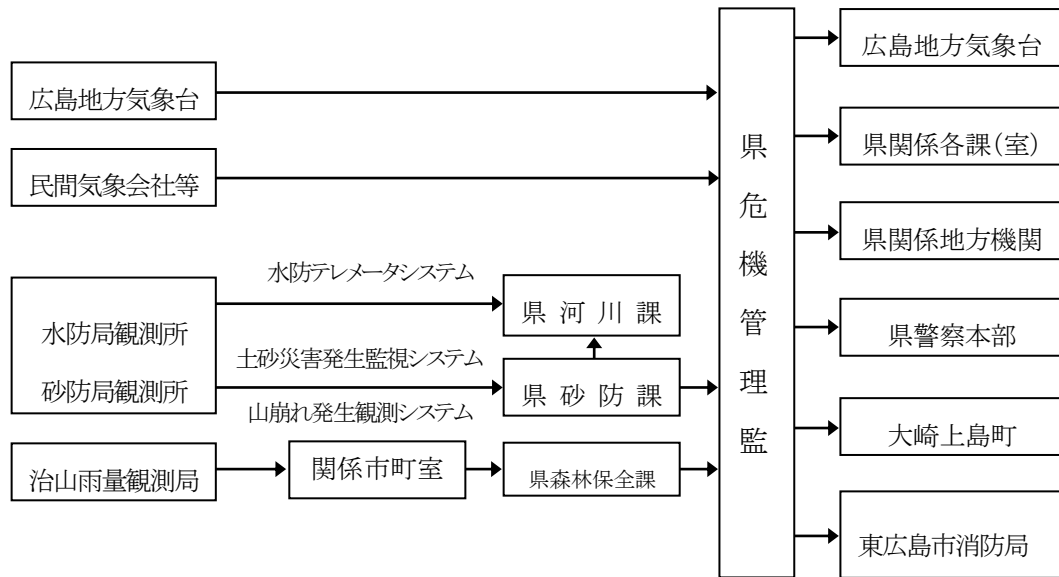 広島地方気象台
民間気象会社等
水防局観測所
砂防局観測所
治山雨量観測局
水防テレメータシステム
土砂災害発生監視システム
山崩れ発生観測システム
関係市町室
県河川課
県砂防課
県森林保全課
県危機管理監
広島地方気象台
県関係各課(室)
県関係地方機関
県警察本部
大崎上島町
東広島市消防局